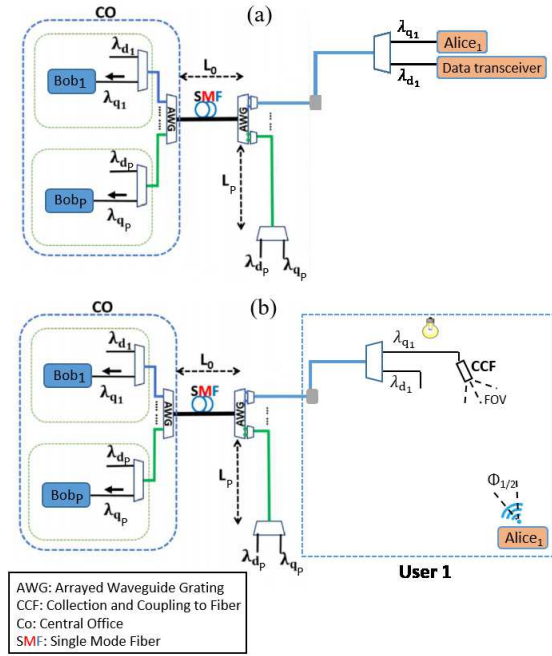 (a)
CO
λd1
Bob1
λq1
λdP
BobP
λqP
AWG
L0
SMF
AWG
LP
λdP λqP
λq1
Alice1
λd1
Data transceiver
(b)
CO
λd1
Bob1
λq1
λdP
BobP
λqP
AWG
L0
SMF
AWG
LP
λdP λqP
λq1
λd1
CCF
FOV
Φ1/2
Alice1
User 1
AWG: Arrayed Waveguide Grating
CCF: Collection and Coupling to Fiber
Co: Central Office
SMF: Single Mode Fiber